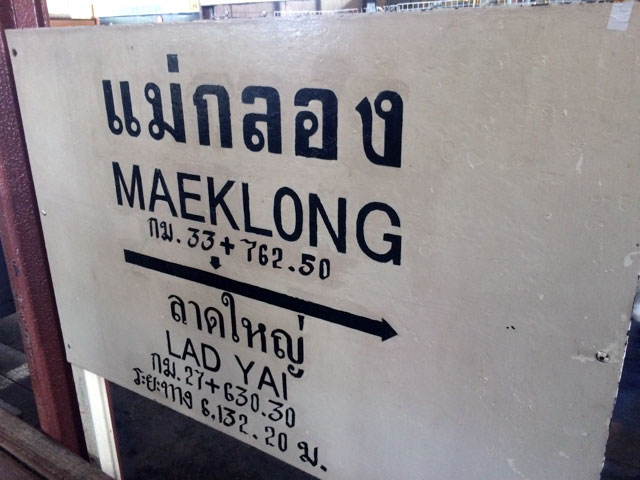 แม่กลอง
MAEKLONG
กม. 33+762.50
ลาดใหญ่
LAD YAI
กม. 27+630.30
ระยะทาง 6,132.20 ม.